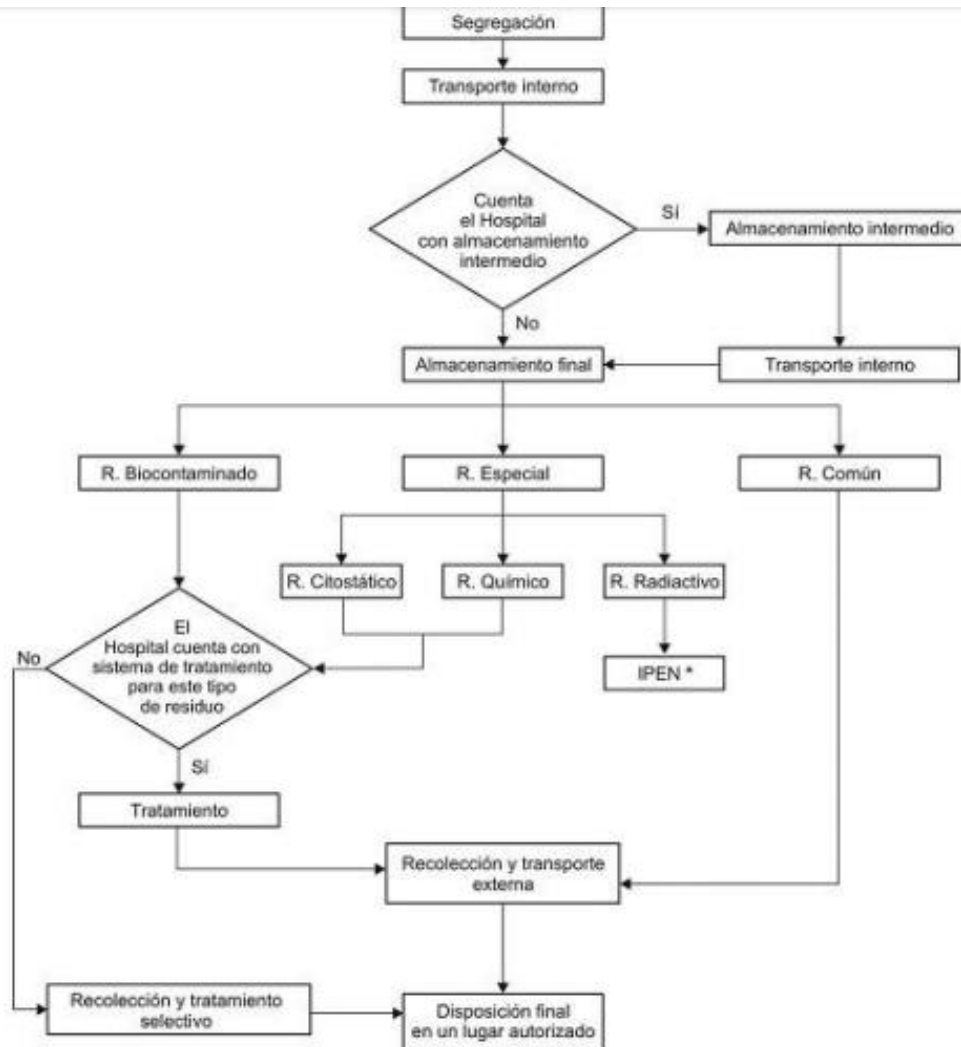 Segregación
Transporte interno
Cuenta
el Hospital
con almacenamiento
intermedio
Sí
Almacenamiento intermedio
No
Almacenamiento final
Transporte interno
R. Biocontaminado
R. Especial
R. Común
R. Citostático
R. Químico
R. Radiactivo
El
Hospital cuenta con
sistema de tratamiento
para este tipo
de residuo
No
IPEN *
Sí
Tratamiento
Recolección y transporte
externa
Recolección y tratamiento
selectivo
Disposición final
en un lugar autorizado